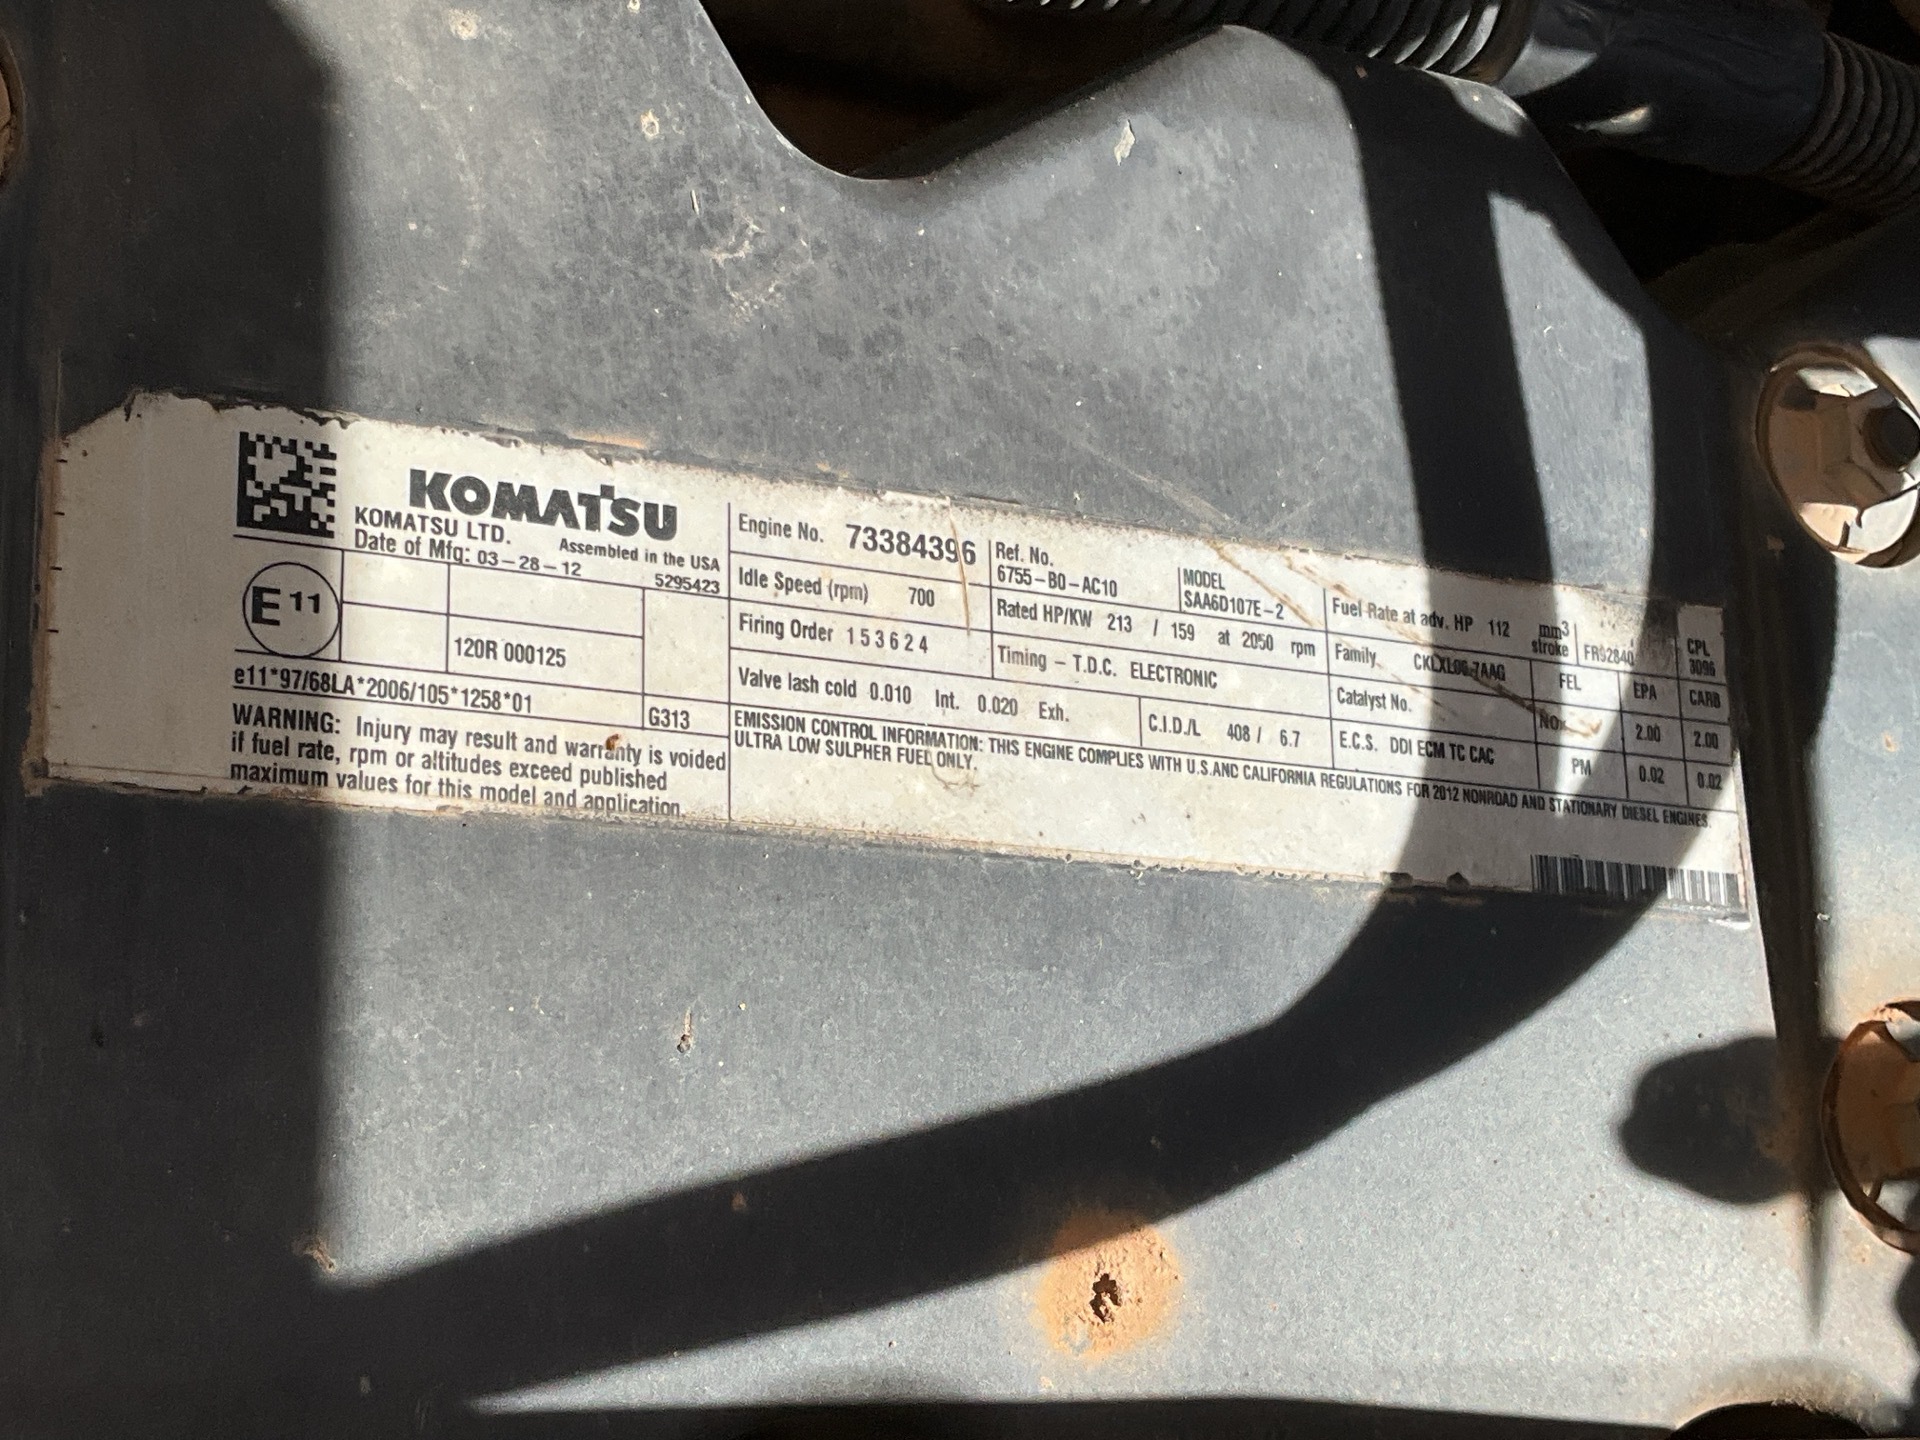 KOMATSU
KOMATSU LTD.
Assembled in the USA
Date of Mfg: 03-28-12
5295423
E 11
120R 000125
e11*97/68LA*2006/105*1258*01
G313
WARNING: Injury may result and warranty is voided
if fuel rate, rpm or altitudes exceed published
maximum values for this model and application.
Engine No. 73384396
Idle Speed (rpm) 700
Firing Order 1 5 3 6 2 4
Valve lash cold 0.010 Int. 0.020 Exh.
Ref. No.
6755-B0-AC10
MODEL
SAA6D107E-2
Rated HP/KW 213 / 159 at 2050 rpm
Timing - T.D.C. ELECTRONIC
C.I.D./L 408 / 6.7
Fuel Rate at adv. HP 112 mm3
stroke
FR92840
CPL
3096
Family CKLXL06.7AAG
Catalyst No.
E.C.S. DDI ECM TC CAC
FEL EPA CARB
NOx 2.00 2.00
PM 0.02 0.02
EMISSION CONTROL INFORMATION: THIS ENGINE COMPLIES WITH U.S.AND CALIFORNIA REGULATIONS FOR 2012 NONROAD AND STATIONARY DIESEL ENGINES.
ULTRA LOW SULPHER FUEL ONLY.